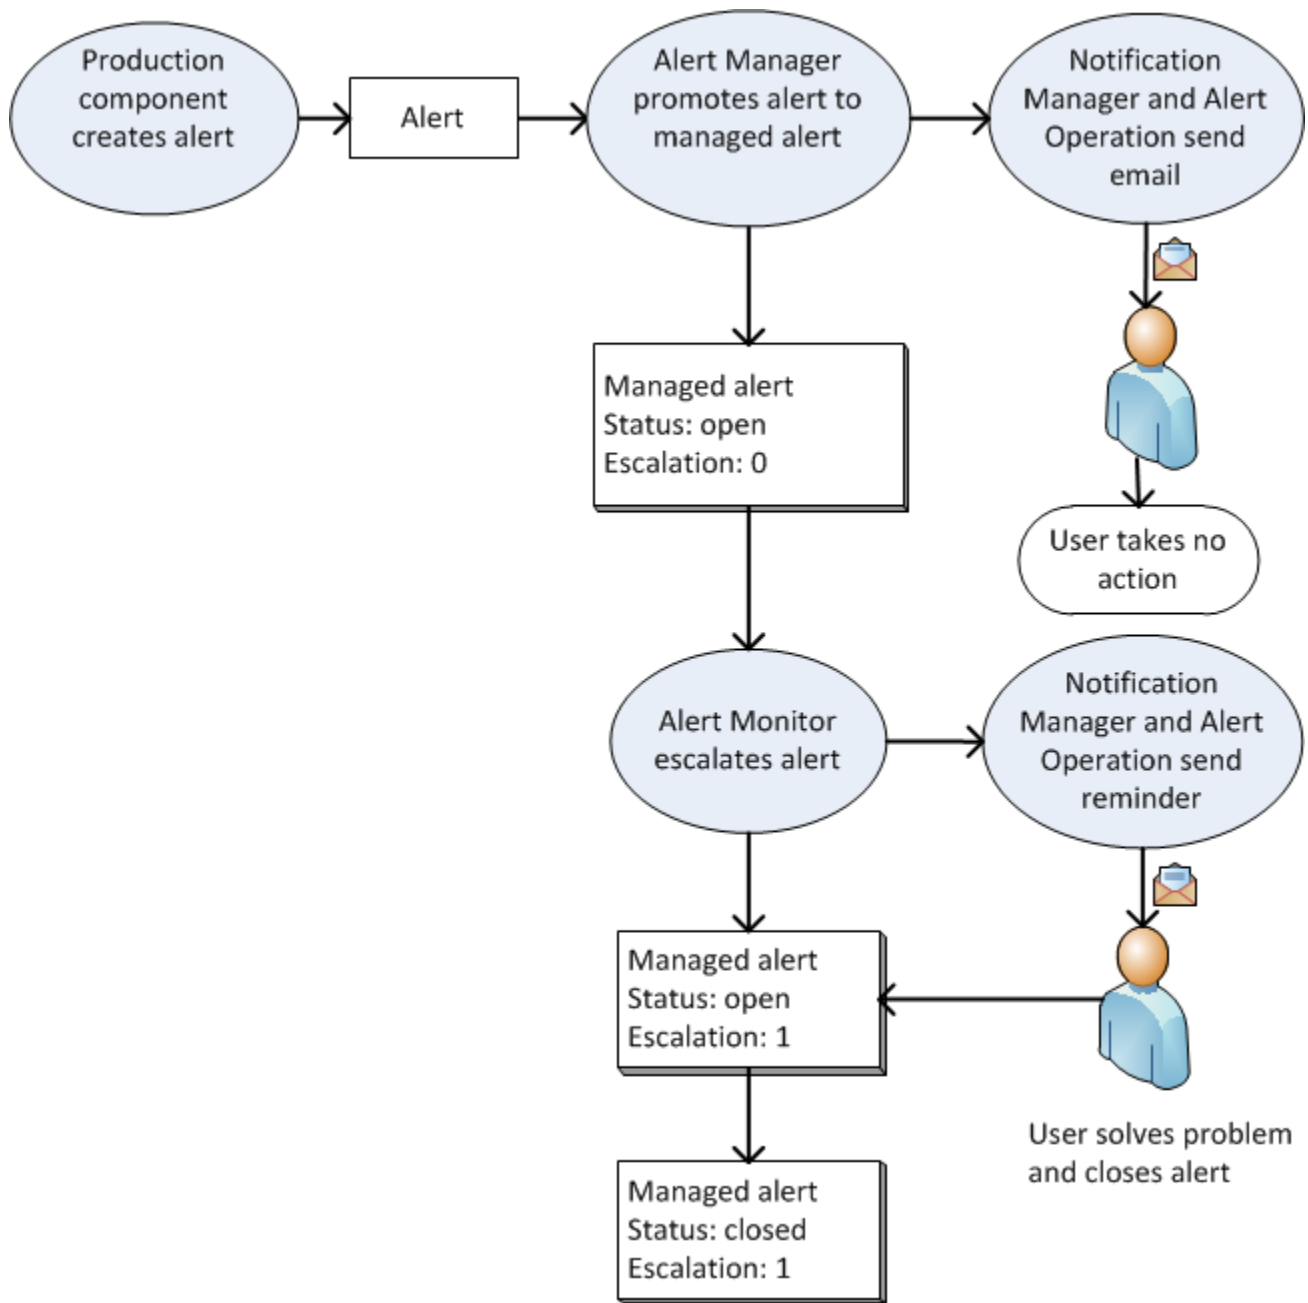 Production
component
creates alert
Alert
Alert Manager
promotes alert to
managed alert
Notification
Manager and Alert
Operation send
email
Managed alert
Status: open
Escalation: 0
User takes no
action
Alert Monitor
escalates alert
Notification
Manager and Alert
Operation send
reminder
Managed alert
Status: open
Escalation: 1
User solves problem
and closes alert
Managed alert
Status: closed
Escalation: 1